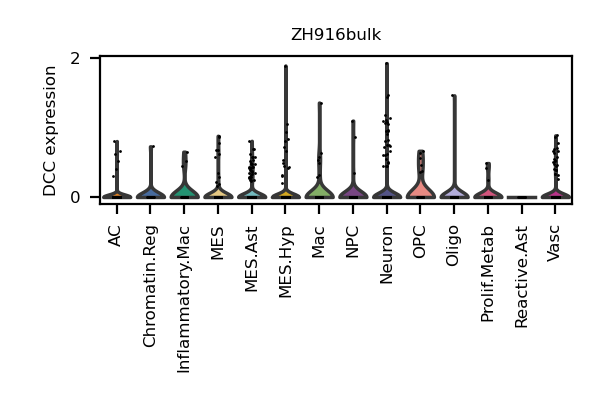 ZH916bulk
DCC expression
2
0
AC
Chromatin.Reg
Inflammatory.Mac
MES
MES.Ast
MES.Hyp
Mac
NPC
Neuron
OPC
Oligo
Prolif.Metab
Reactive.Ast
Vasc